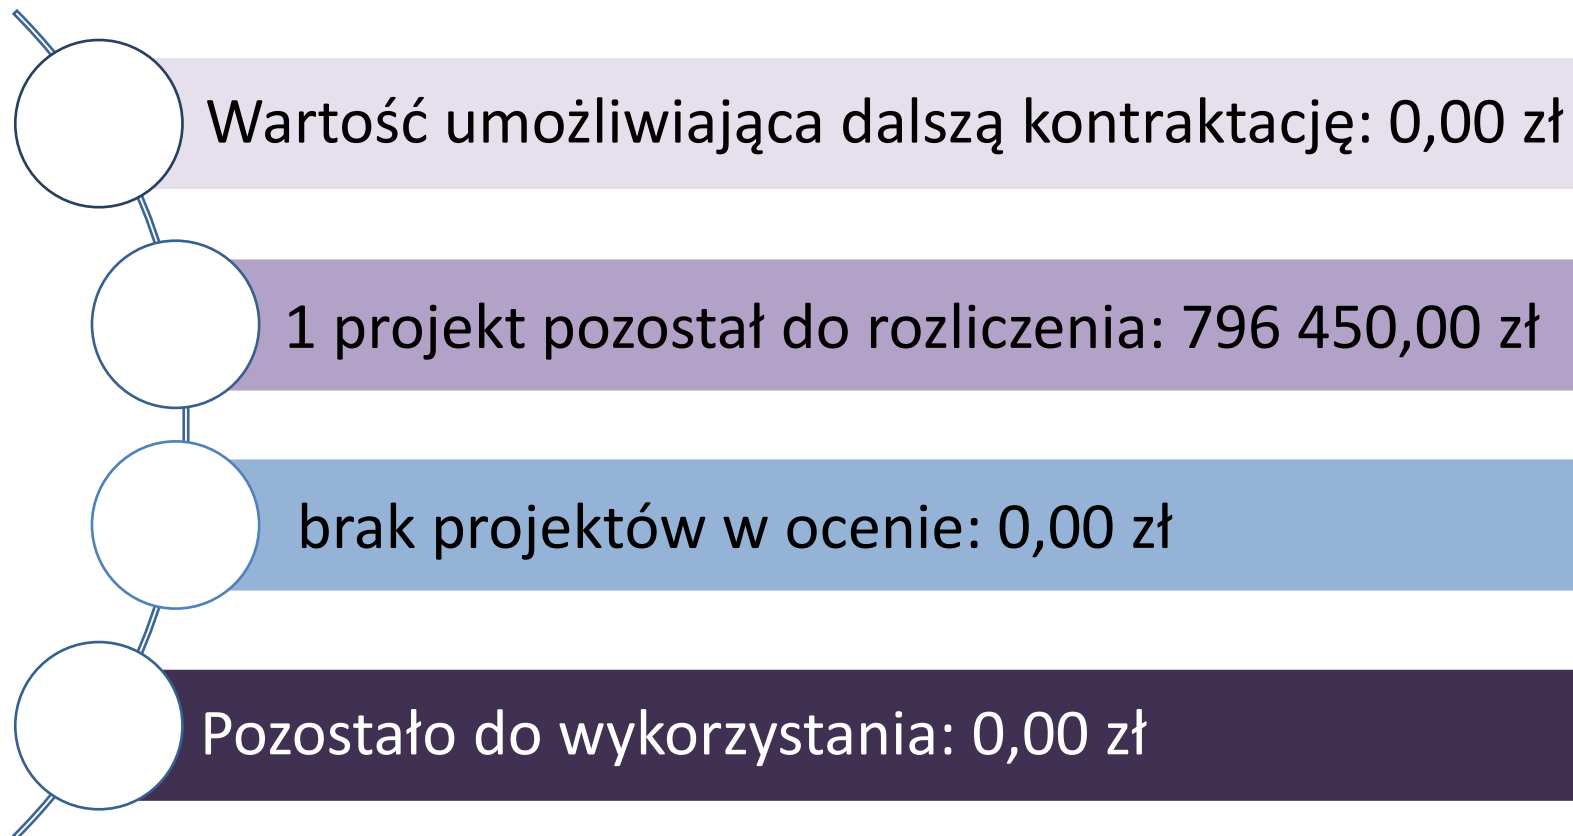 Wartość umożliwiająca dalszą kontraktację: 0,00 zł
1 projekt pozostał do rozliczenia: 796 450,00 zł
brak projektów w ocenie: 0,00 zł
Pozostało do wykorzystania: 0,00 zł